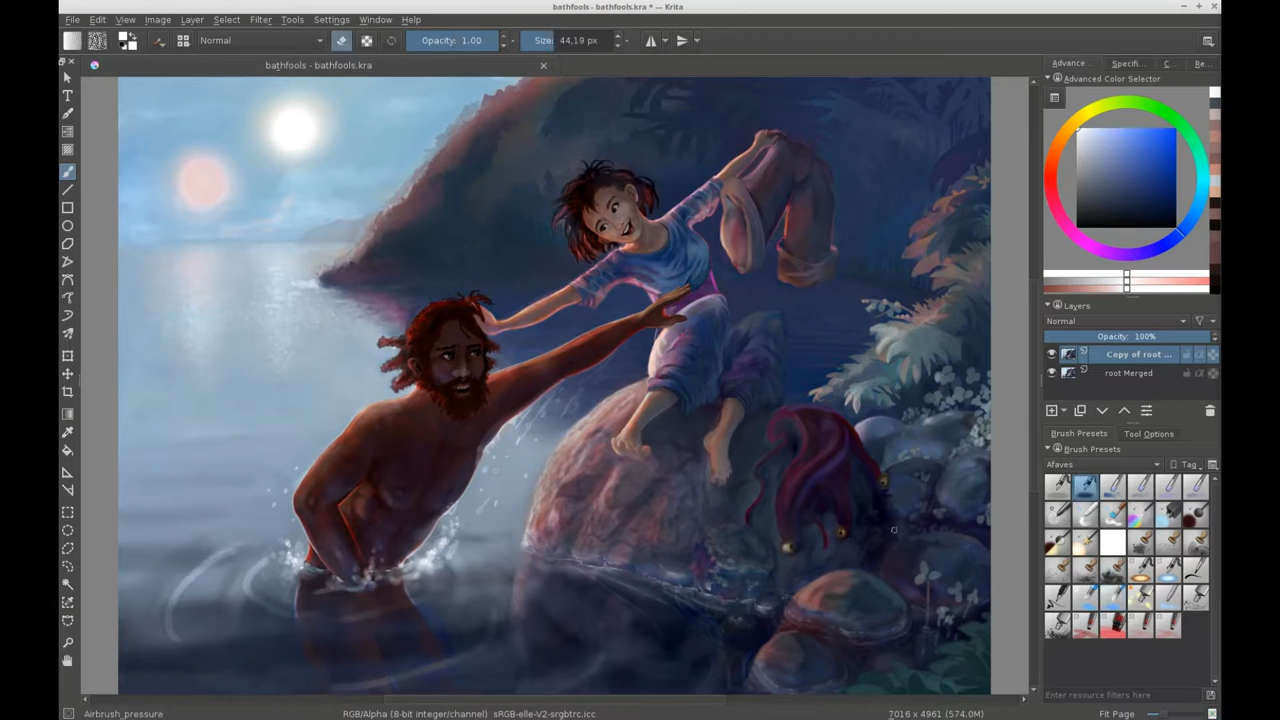 bathfools - bathfools.kra * — Krita
File Edit View Image Layer Select Filter Tools Settings Window Help
Normal Opacity: 1.00 Size: 44.19 px
bathfools - bathfools.kra
Advance... Specifi... C... Re...
Advanced Color Selector
Layers
Normal
Opacity: 100%
Copy of root ...
root Merged
Brush Presets Tool Options
Brush Presets
Afaves Tag
Enter resource filters here
Airbrush_pressure RGB/Alpha (8-bit integer/channel) sRGB-elle-V2-srgbtrc.icc 7016 x 4961 (574.0M) Fit Page